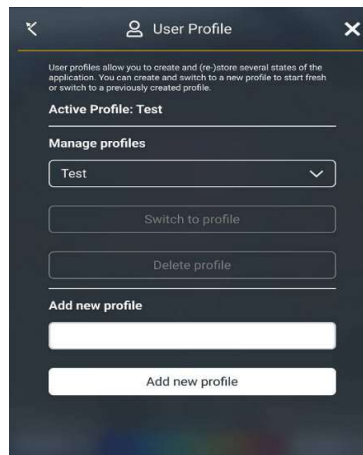 User Profile
User profiles allow you to create and (re-)store several states of the
application. You can create and switch to a new profile to start fresh
or switch to a previously created profile.
Active Profile: Test
Manage profiles
Test
Switch to profile
Delete profile
Add new profile
Add new profile